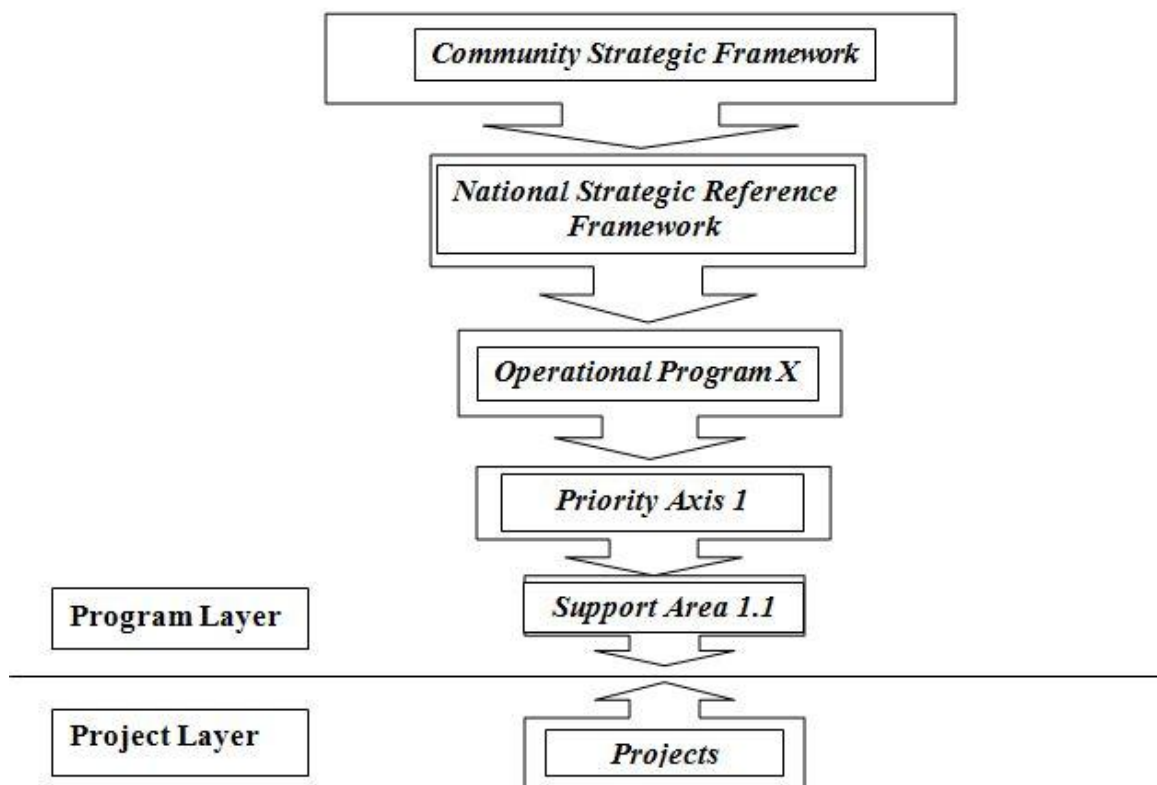 Community Strategic Framework
National Strategic Reference
Framework
Operational Program X
Priority Axis 1
Support Area 1.1
Program Layer
Project Layer
Projects